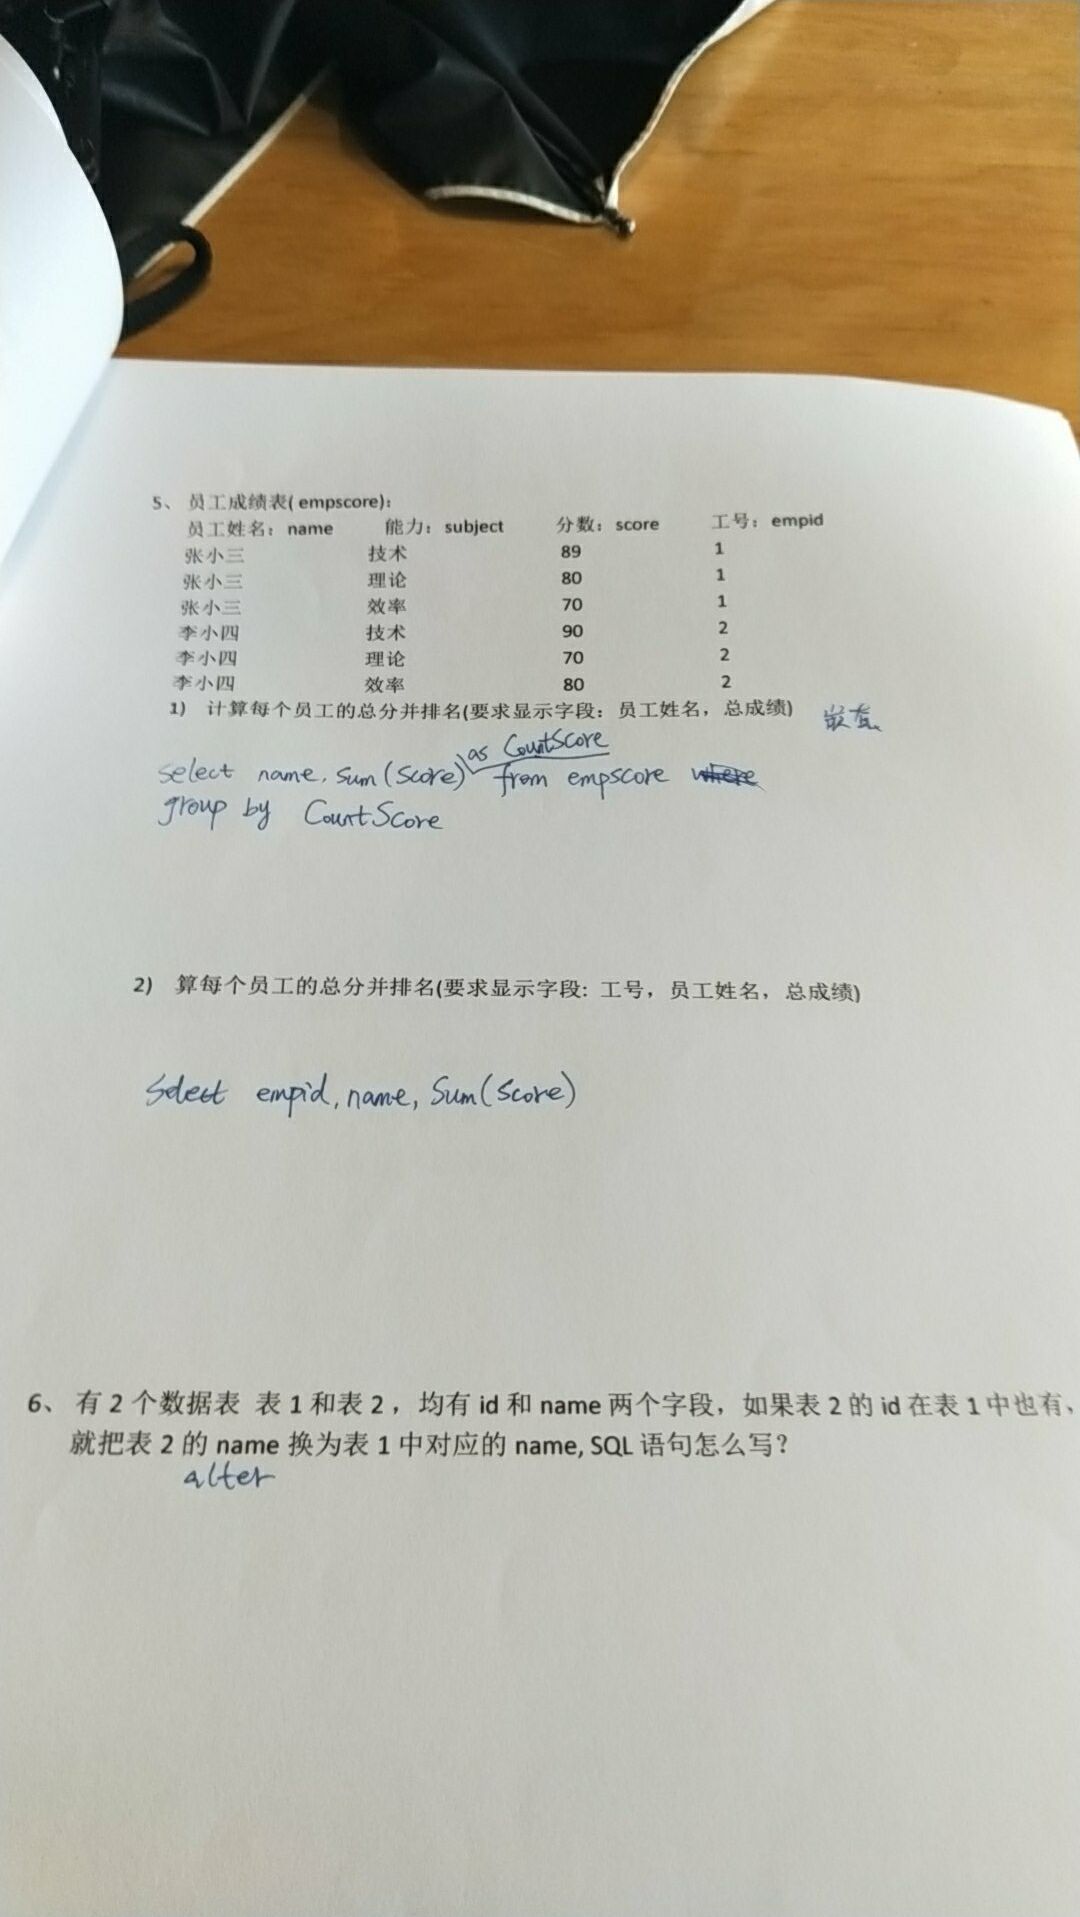 5、 员工成绩表( empscore):
员工姓名: name 能力: subject 分数: score 工号: empid
张小三 技术 89 1
张小三 理论 80 1
张小三 效率 70 1
李小四 技术 90 2
李小四 理论 70 2
李小四 效率 80 2
1) 计算每个员工的总分并排名(要求显示字段: 员工姓名, 总成绩)
as CountScore
select name, Sum(Score) from empscore where
group by CountScore
2) 算每个员工的总分并排名(要求显示字段: 工号, 员工姓名, 总成绩)
Select empid, name, Sum(Score)
6、 有 2 个数据表 表 1 和表 2 , 均有 id 和 name 两个字段, 如果表 2 的 id 在表 1 中也有,
就把表 2 的 name 换为表 1 中对应的 name, SQL 语句怎么写?
alter